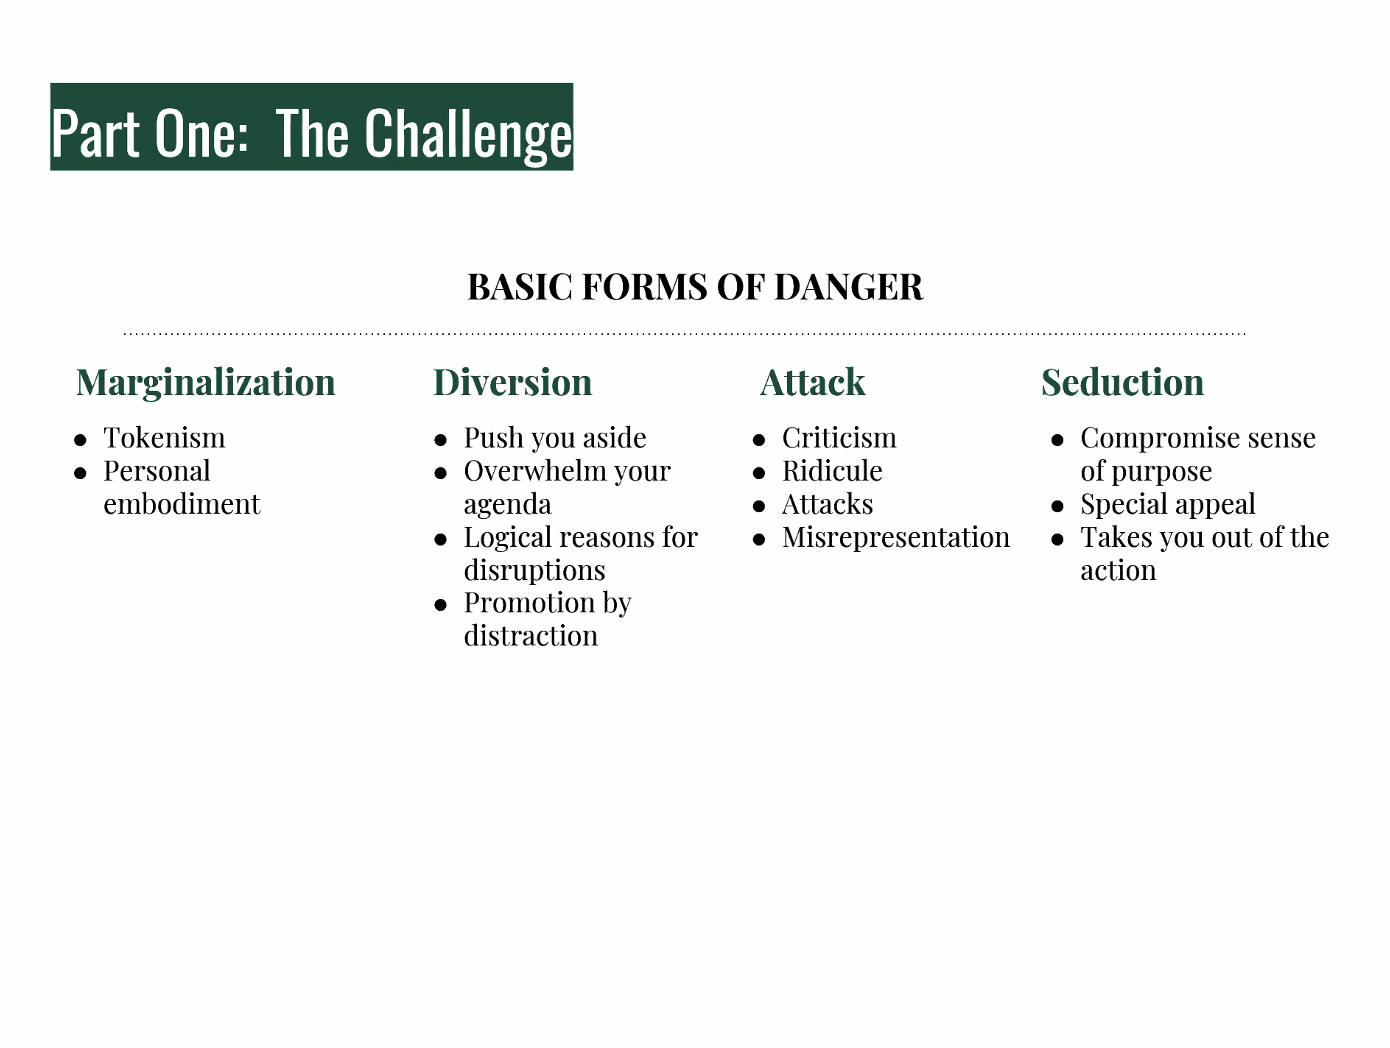 Part One:  The Challenge
BASIC FORMS OF DANGER
Marginalization
● Tokenism
● Personal
embodiment
Diversion
● Push you aside
● Overwhelm your
agenda
● Logical reasons for
disruptions
● Promotion by
distraction
Attack
● Criticism
● Ridicule
● Attacks
● Misrepresentation
Seduction
● Compromise sense
of purpose
● Special appeal
● Takes you out of the
action